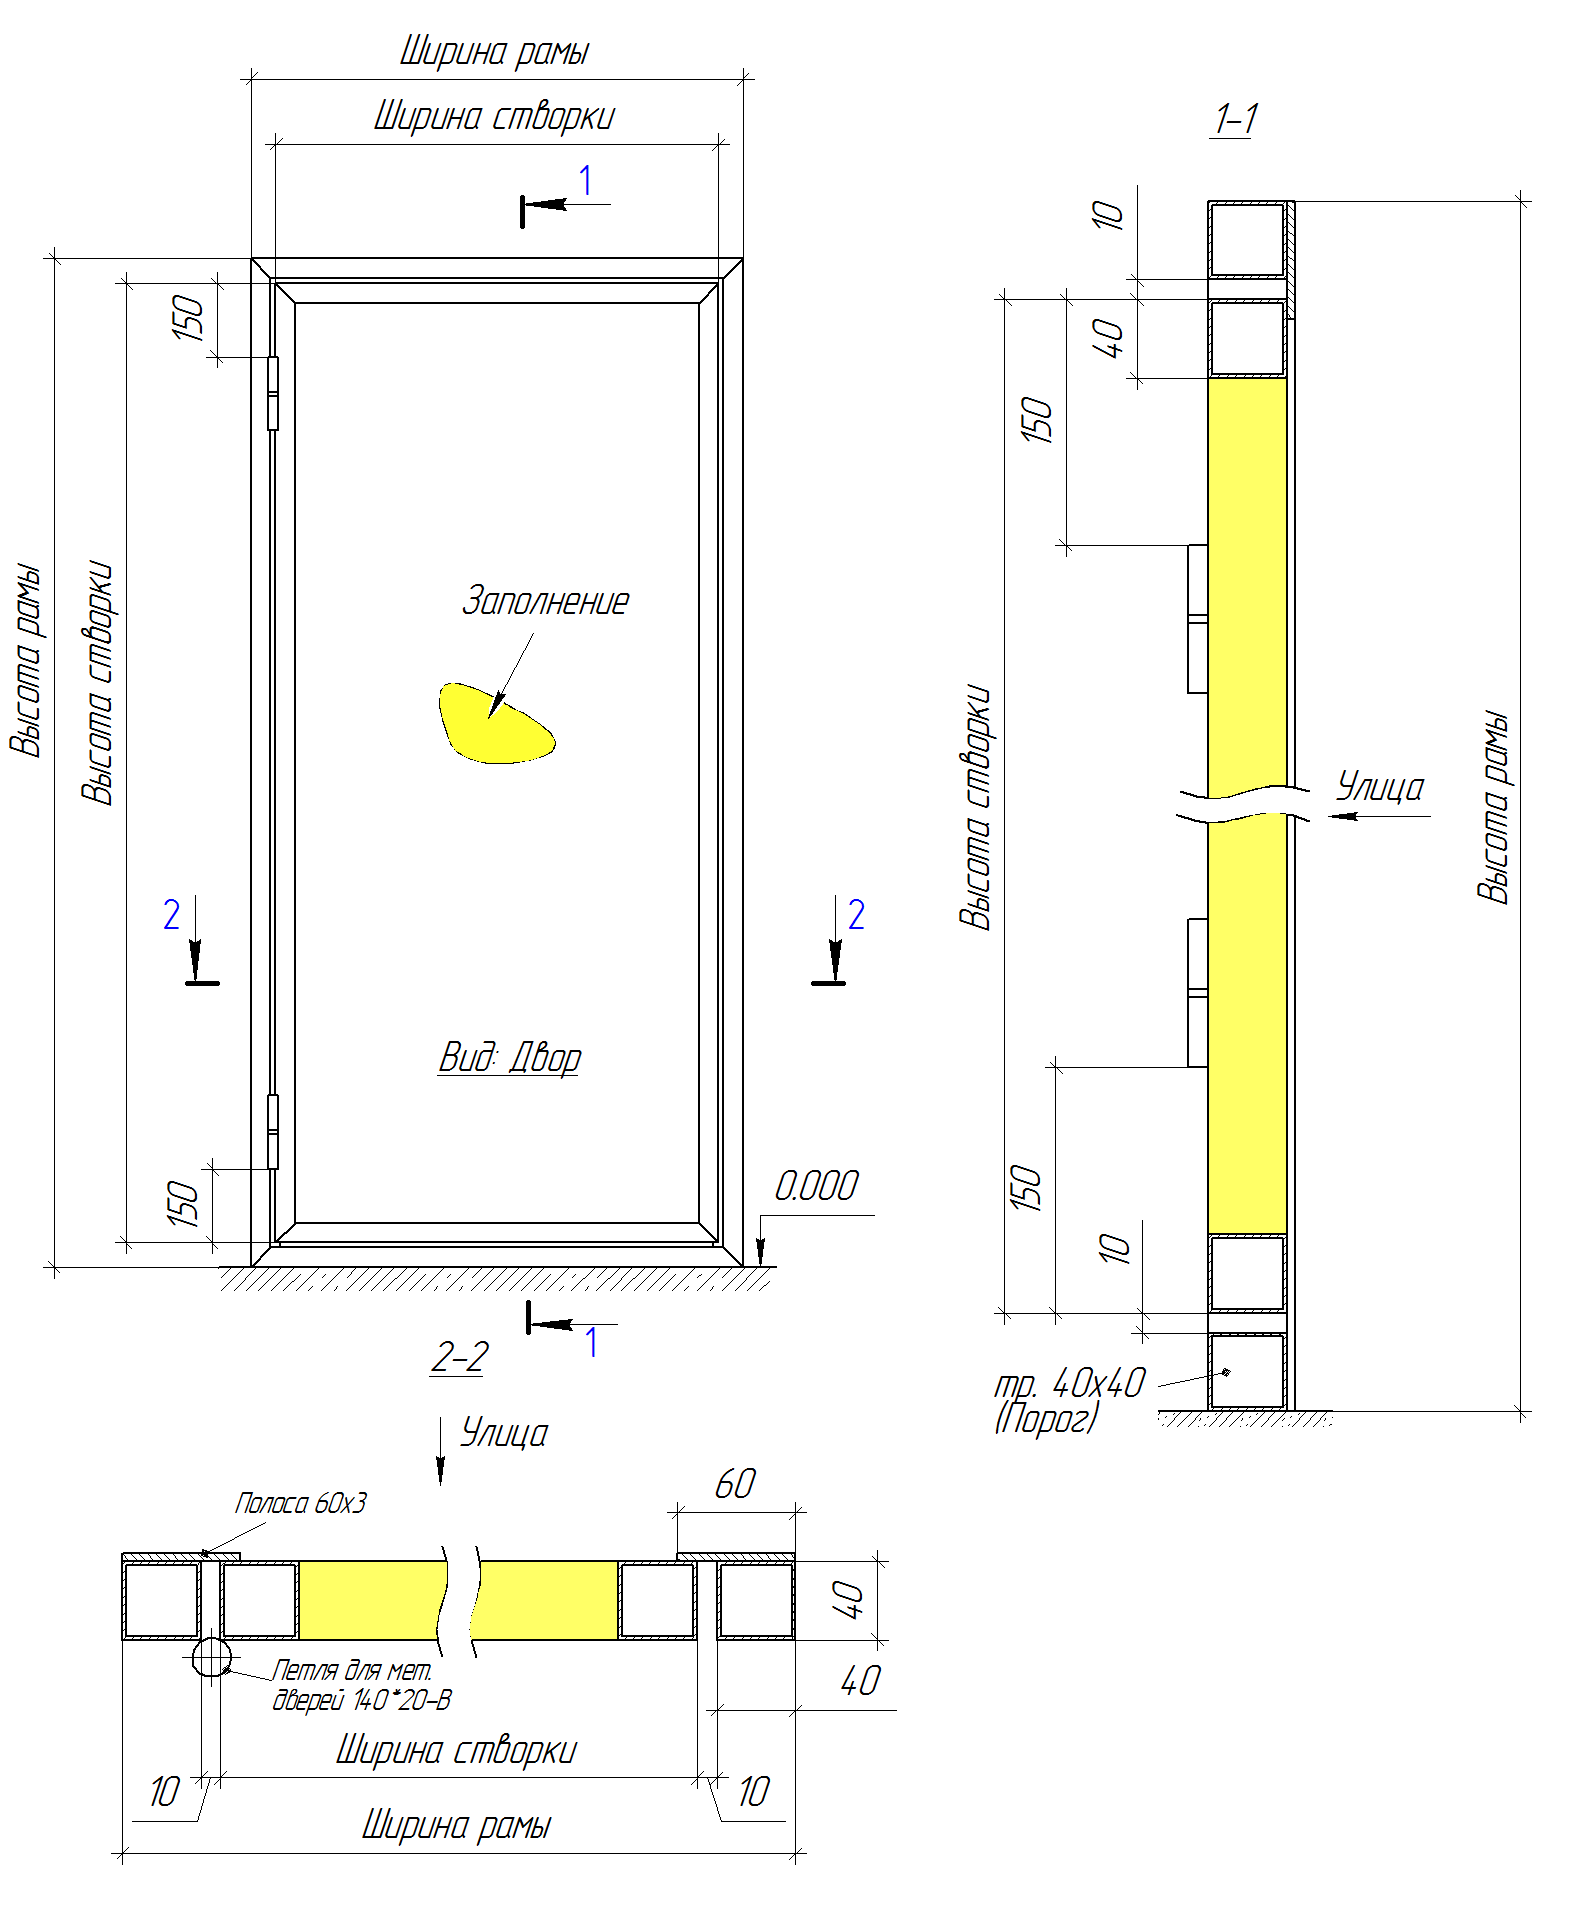 Ширина рамы
Ширина створки
1
150
Высота рамы
Высота створки
Заполнение
2
2
Вид: Двор
150
0.000
1
1-1
10
40
150
Высота створки
Улица
Высота рамы
150
10
тр. 40х40
(Порог)
2-2
Улица
Полоса 60х3
60
40
40
Петля для мет.
дверей 140*20-В
Ширина створки
10
10
Ширина рамы